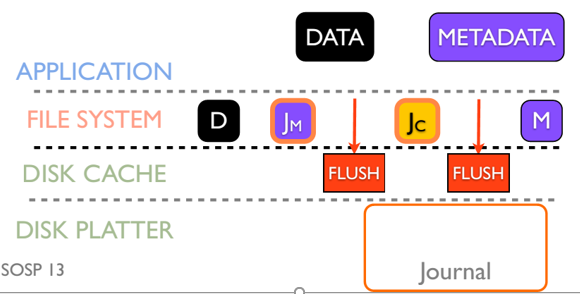 DATA METADATA
APPLICATION
FILE SYSTEM D JM JC M
DISK CACHE FLUSH FLUSH
DISK PLATTER
SOSP 13 Journal